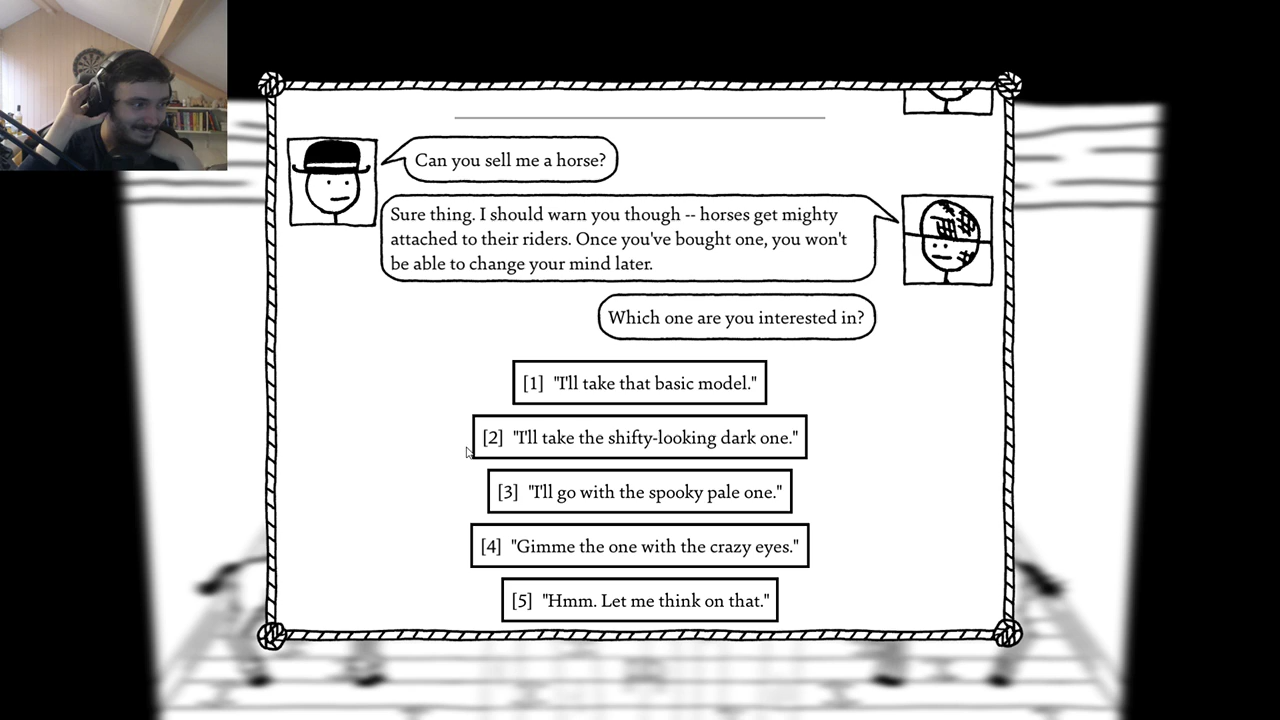 Can you sell me a horse?
Sure thing. I should warn you though -- horses get mighty
attached to their riders. Once you've bought one, you won't
be able to change your mind later.
Which one are you interested in?
[1] "I'll take that basic model."
[2] "I'll take the shifty-looking dark one."
[3] "I'll go with the spooky pale one."
[4] "Gimme the one with the crazy eyes."
[5] "Hmm. Let me think on that."